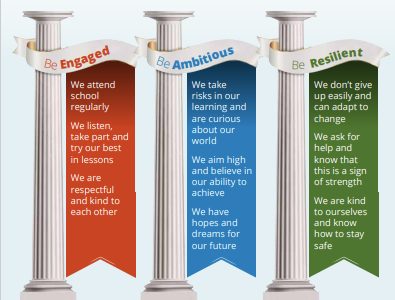 Be Engaged
We attend
school
regularly
We listen,
take part and
try our best
in lessons
We are
respectful
and kind to
each other
Be Ambitious
We take
risks in our
learning and
are curious
about our
world
We aim high
and believe in
our ability to
achieve
We have
hopes and
dreams for
our future
Be Resilient
We don't give
up easily and
can adapt to
change
We ask for
help and
know that
this is a sign
of strength
We are kind
to ourselves
and know
how to stay
safe